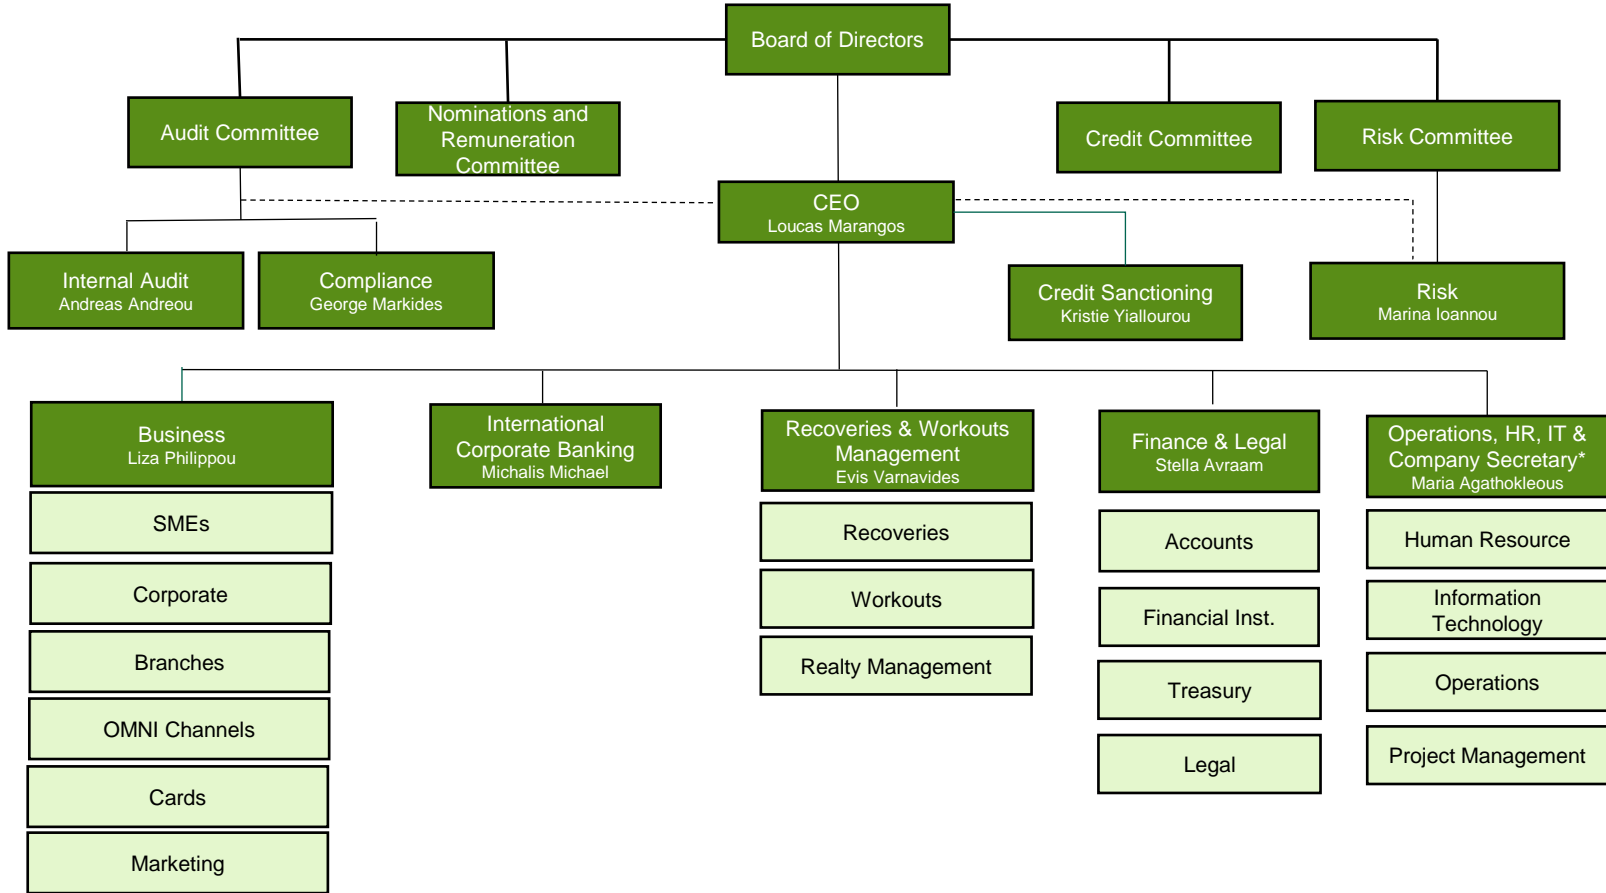 Board of Directors
Audit Committee
Nominations and
Remuneration
Committee
Credit Committee
Risk Committee
CEO
Loucas Marangos
Internal Audit
Andreas Andreou
Compliance
George Markides
Credit Sanctioning
Kristie Yiallourou
Risk
Marina Ioannou
Business
Liza Philippou
SMEs
Corporate
Branches
OMNI Channels
Cards
Marketing
International
Corporate Banking
Michalis Michael
Recoveries & Workouts
Management
Evis Varnavides
Recoveries
Workouts
Realty Management
Finance & Legal
Stella Avraam
Accounts
Financial Inst.
Treasury
Legal
Operations, HR, IT &
Company Secretary*
Maria Agathokleous
Human Resource
Information
Technology
Operations
Project Management